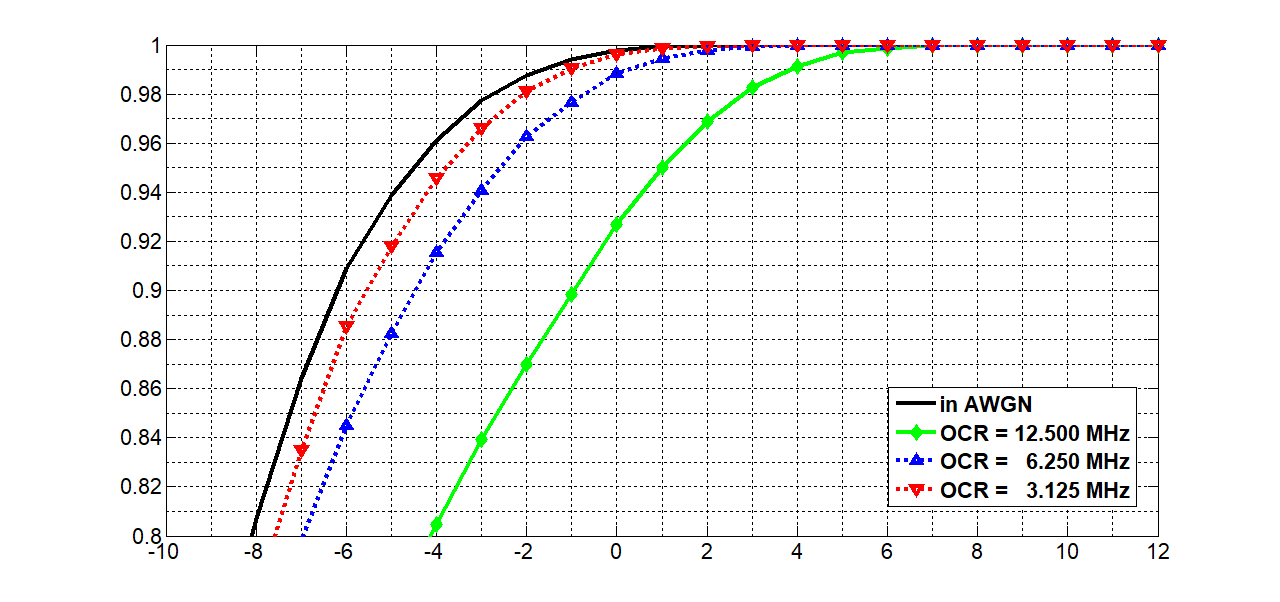 1
0.98
0.96
0.94
0.92
0.9
0.88
0.86
0.84
0.82
0.8
-10 -8 -6 -4 -2 0 2 4 6 8 10 12
in AWGN
OCR = 12.500 MHz
OCR = 6.250 MHz
OCR = 3.125 MHz